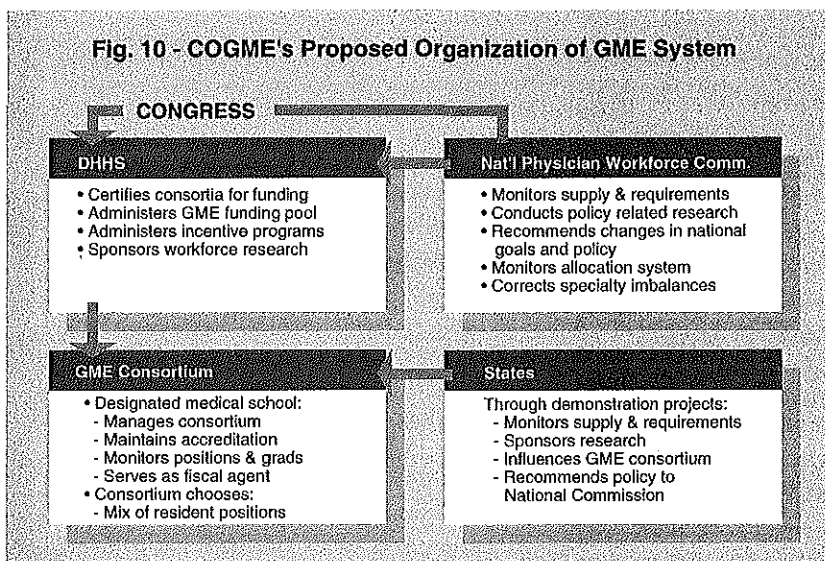 Fig. 10 - COGME's Proposed Organization of GME System
CONGRESS
DHHS
• Certifies consortia for funding
• Administers GME funding pool
• Administers incentive programs
• Sponsors workforce research
Nat'l Physician Workforce Comm.
• Monitors supply & requirements
• Conducts policy related research
• Recommends changes in national
goals and policy
• Monitors allocation system
• Corrects specialty imbalances
GME Consortium
• Designated medical school:
- Manages consortium
- Maintains accreditation
- Monitors positions & grads
- Serves as fiscal agent
• Consortium chooses:
- Mix of resident positions
States
Through demonstration projects:
- Monitors supply & requirements
- Sponsors research
- Influences GME consortium
- Recommends policy to
National Commission